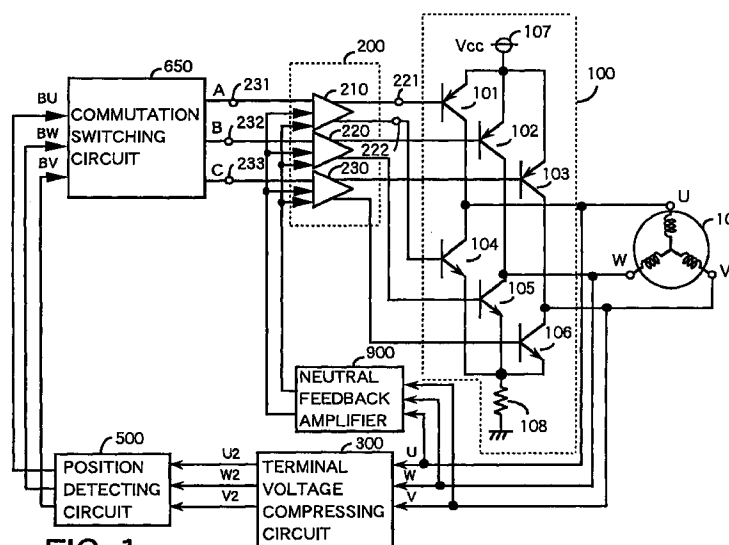 107
Vcc
650
200
100
BU
BW
BV
COMMUTATION
SWITCHING
CIRCUIT
A
231
B
232
C
233
210
220
230
221
222
101
102
103
104
105
106
U
W
V
10
900
NEUTRAL
FEEDBACK
AMPLIFIER
108
500
POSITION
DETECTING
CIRCUIT
U2
W2
V2
300
TERMINAL
VOLTAGE
COMPRESSING
CIRCUIT
U
W
V